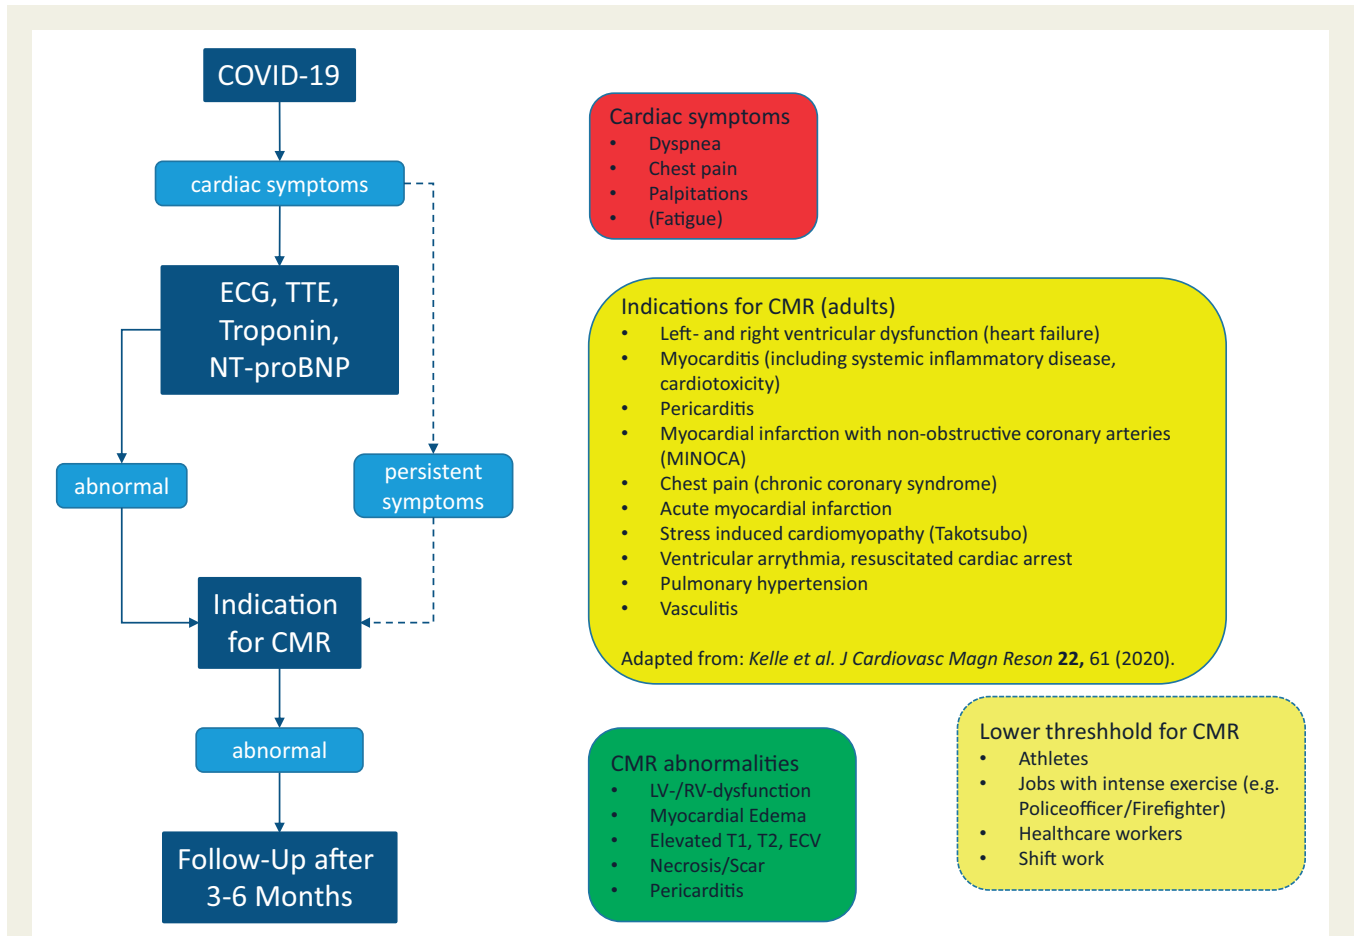 COVID-19
cardiac symptoms
ECG, TTE,
Troponin,
NT-proBNP
abnormal
persistent
symptoms
Indication
for CMR
abnormal
Follow-Up after
3-6 Months
Cardiac symptoms
• Dyspnea
• Chest pain
• Palpitations
• (Fatigue)
Indications for CMR (adults)
• Left- and right ventricular dysfunction (heart failure)
• Myocarditis (including systemic inflammatory disease,
cardiotoxicity)
• Pericarditis
• Myocardial infarction with non-obstructive coronary arteries
(MINOCA)
• Chest pain (chronic coronary syndrome)
• Acute myocardial infarction
• Stress induced cardiomyopathy (Takotsubo)
• Ventricular arrythmia, resuscitated cardiac arrest
• Pulmonary hypertension
• Vasculitis
Adapted from: Kelle et al. J Cardiovasc Magn Reson 22, 61 (2020).
CMR abnormalities
• LV-/RV-dysfunction
• Myocardial Edema
• Elevated T1, T2, ECV
• Necrosis/Scar
• Pericarditis
Lower threshhold for CMR
• Athletes
• Jobs with intense exercise (e.g.
Policeofficer/Firefighter)
• Healthcare workers
• Shift work